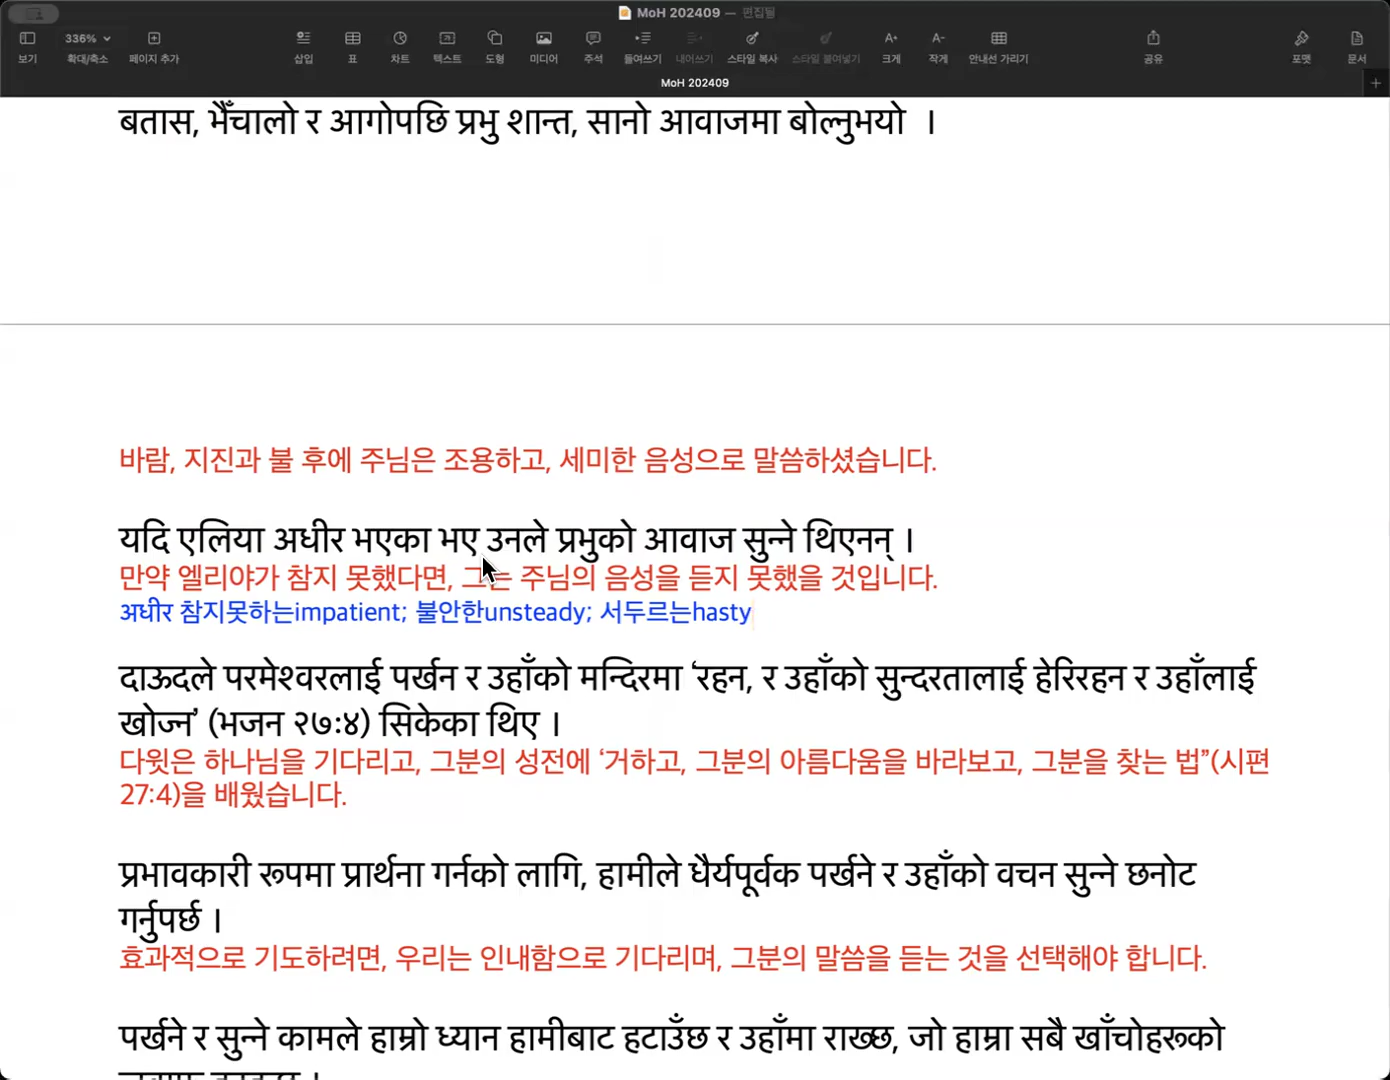 MoH 202409 — 편집됨
336%
보기
확대/축소
페이지 추가
삽입
표
차트
텍스트
도형
미디어
주석
들여쓰기
내어쓰기
스타일 복사
스타일 붙여넣기
크게
작게
안내선 가리기
공유
포맷
문서
MoH 202409
बतास, भैँचालो र आगोपछि प्रभु शान्त, सानो आवाजमा बोल्नुभयो ।
바람, 지진과 불 후에 주님은 조용하고, 세미한 음성으로 말씀하셨습니다.
यदि एलिया अधीर भएका भए उनले प्रभुको आवाज सुन्ने थिएनन् ।
만약 엘리야가 참지 못했다면, 그는 주님의 음성을 듣지 못했을 것입니다.
अधीर 참지못하는impatient; 불안한unsteady; 서두르는hasty
दाऊदले परमेश्वरलाई पर्खन र उहाँको मन्दिरमा ‘रहन, र उहाँको सुन्दरतालाई हेरिरहन र उहाँलाई
खोज्न’ (भजन २७:४) सिकेका थिए ।
다윗은 하나님을 기다리고, 그분의 성전에 ‘거하고, 그분의 아름다움을 바라보고, 그분을 찾는 법”(시편
27:4)을 배웠습니다.
प्रभावकारी रूपमा प्रार्थना गर्नको लागि, हामीले धैर्यपूर्वक पर्खने र उहाँको वचन सुन्ने छनोट
गर्नुपर्छ ।
효과적으로 기도하려면, 우리는 인내함으로 기다리며, 그분의 말씀을 듣는 것을 선택해야 합니다.
पर्खने र सुन्ने कामले हाम्रो ध्यान हामीबाट हटाउँछ र उहाँमा राख्छ, जो हाम्रा सबै खाँचोहरूको